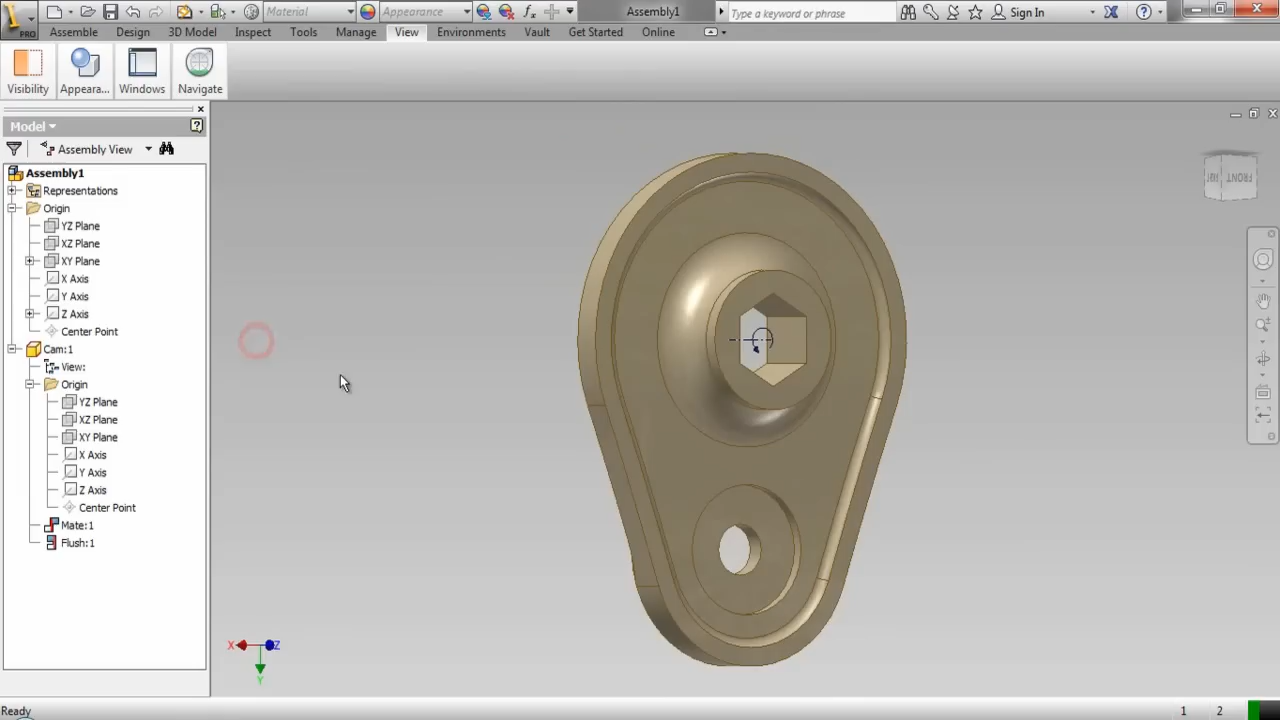 Material
Appearance
Assembly1
Type a keyword or phrase
Sign In
PRO
Assemble Design 3D Model Inspect Tools Manage View Environments Vault Get Started Online
Visibility Appeara... Windows Navigate
Model
Assembly View
Assembly1
Representations
Origin
YZ Plane
XZ Plane
XY Plane
X Axis
Y Axis
Z Axis
Center Point
Cam:1
View:
Origin
YZ Plane
XZ Plane
XY Plane
X Axis
Y Axis
Z Axis
Center Point
Mate:1
Flush:1
FRONT
X
Z
Y
Ready
1 2